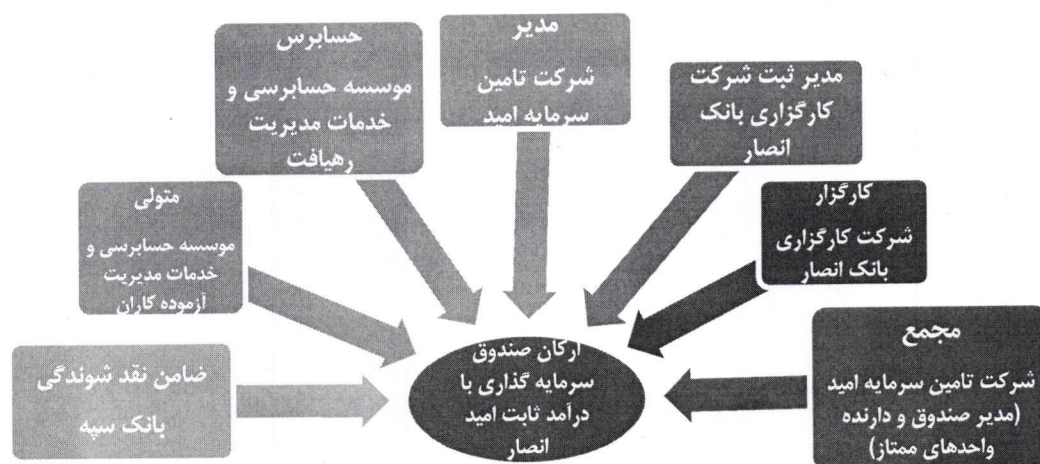 مدیر
شرکت تامین
سرمایه امید
حسابرس
موسسه حسابرسی و
خدمات مدیریت
رهیافت
مدیر ثبت شرکت
کارگزاری بانک
انصار
متولی
موسسه حسابرسی و
خدمات مدیریت
آزموده کاران
کارگزار
شرکت کارگزاری
بانک انصار
ضامن نقد شوندگی
بانک سپه
مجمع
شرکت تامین سرمایه امید
(مدیر صندوق و دارنده
واحدهای ممتاز)
ارکان صندوق
سرمایه گذاری با
درآمد ثابت امید
انصار